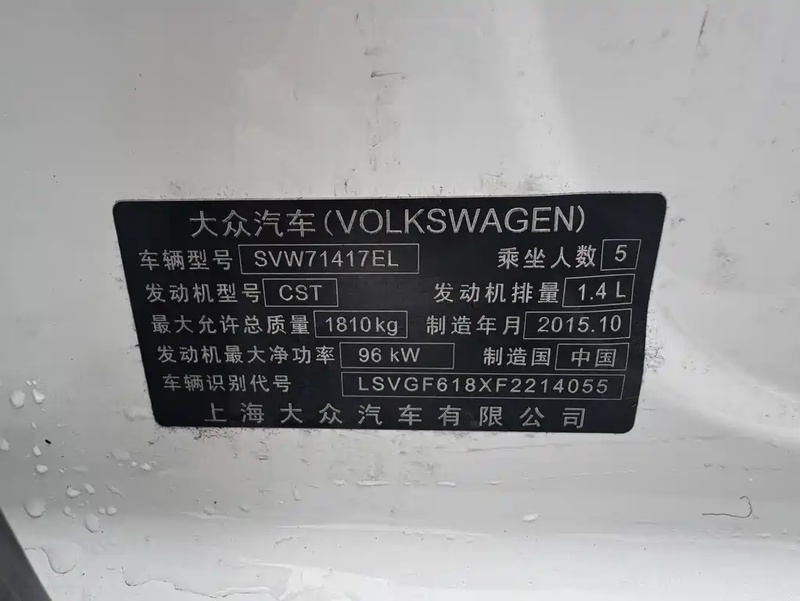 大众汽车(VOLKSWAGEN)
车辆型号 SVW71417EL 乘坐人数 5
发动机型号 CST 发动机排量 1.4 L
最大允许总质量 1810kg 制造年月 2015.10
发动机最大净功率 96 kW 制造国 中国
车辆识别代号 LSVGF618XF2214055
上海大众汽车有限公司